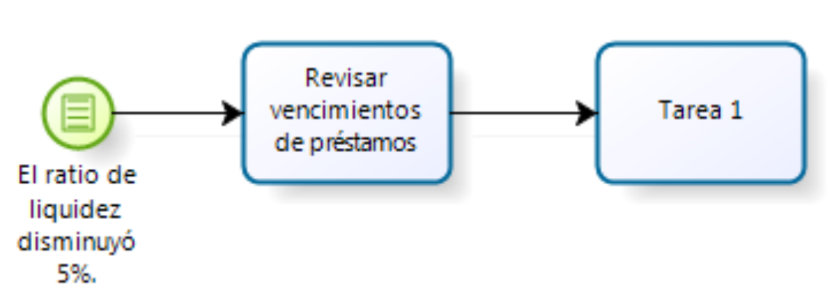 El ratio de
liquidez
disminuyó
5%.
Revisar
vencimientos
de préstamos
Tarea 1